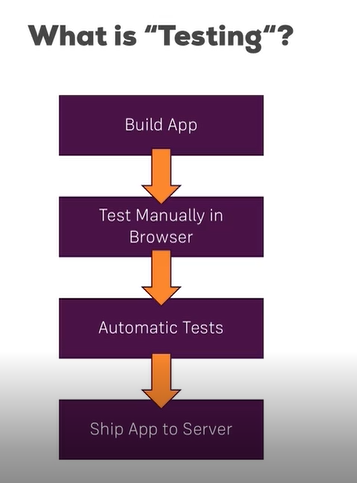 What is “Testing“?
Build App
Test Manually in
Browser
Automatic Tests
Ship App to Server